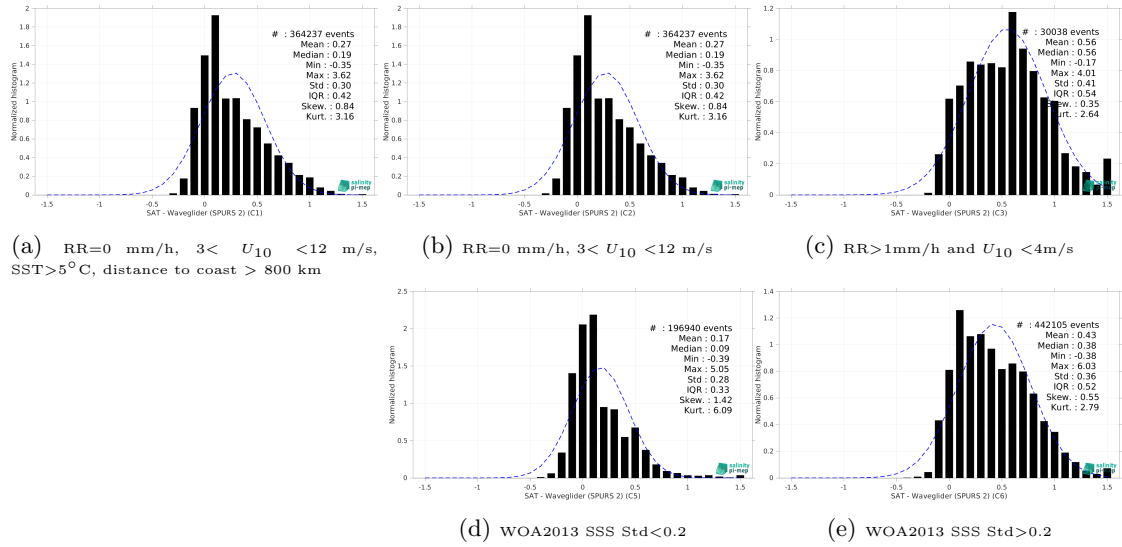 2
1.8
1.6
1.4
1.2
1
0.8
0.6
0.4
0.2
0
Normalized histogram
# : 364237 events
Mean : 0.27
Median : 0.19
Min : -0.35
Max : 3.62
Std : 0.30
IQR : 0.42
Skew. : 0.84
Kurt. : 3.16
salinity
pi-mep
-1.5 -1 -0.5 0 0.5 1 1.5
SAT - Waveglider (SPURS 2) (C1)
(a) RR=0 mm/h, 3< U10 <12 m/s,
SST>5°C, distance to coast > 800 km
2
1.8
1.6
1.4
1.2
1
0.8
0.6
0.4
0.2
0
Normalized histogram
# : 364237 events
Mean : 0.27
Median : 0.19
Min : -0.35
Max : 3.62
Std : 0.30
IQR : 0.42
Skew. : 0.84
Kurt. : 3.16
salinity
pi-mep
-1.5 -1 -0.5 0 0.5 1 1.5
SAT - Waveglider (SPURS 2) (C2)
(b) RR=0 mm/h, 3< U10 <12 m/s
1.2
1
0.8
0.6
0.4
0.2
0
Normalized histogram
# : 30038 events
Mean : 0.56
Median : 0.56
Min : -0.17
Max : 4.01
Std : 0.41
IQR : 0.54
Skew. : 0.35
Kurt. : 2.64
salinity
pi-mep
-1.5 -1 -0.5 0 0.5 1 1.5
SAT - Waveglider (SPURS 2) (C3)
(c) RR>1mm/h and U10 <4m/s
2.5
2
1.5
1
0.5
0
Normalized histogram
# : 196940 events
Mean : 0.17
Median : 0.09
Min : -0.39
Max : 5.05
Std : 0.28
IQR : 0.33
Skew. : 1.42
Kurt. : 6.09
salinity
pi-mep
-1.5 -1 -0.5 0 0.5 1 1.5
SAT - Waveglider (SPURS 2) (C5)
(d) WOA2013 SSS Std<0.2
1.4
1.2
1
0.8
0.6
0.4
0.2
0
Normalized histogram
# : 442105 events
Mean : 0.43
Median : 0.38
Min : -0.38
Max : 6.03
Std : 0.36
IQR : 0.52
Skew. : 0.55
Kurt. : 2.79
salinity
pi-mep
-1.5 -1 -0.5 0 0.5 1 1.5
SAT - Waveglider (SPURS 2) (C6)
(e) WOA2013 SSS Std>0.2